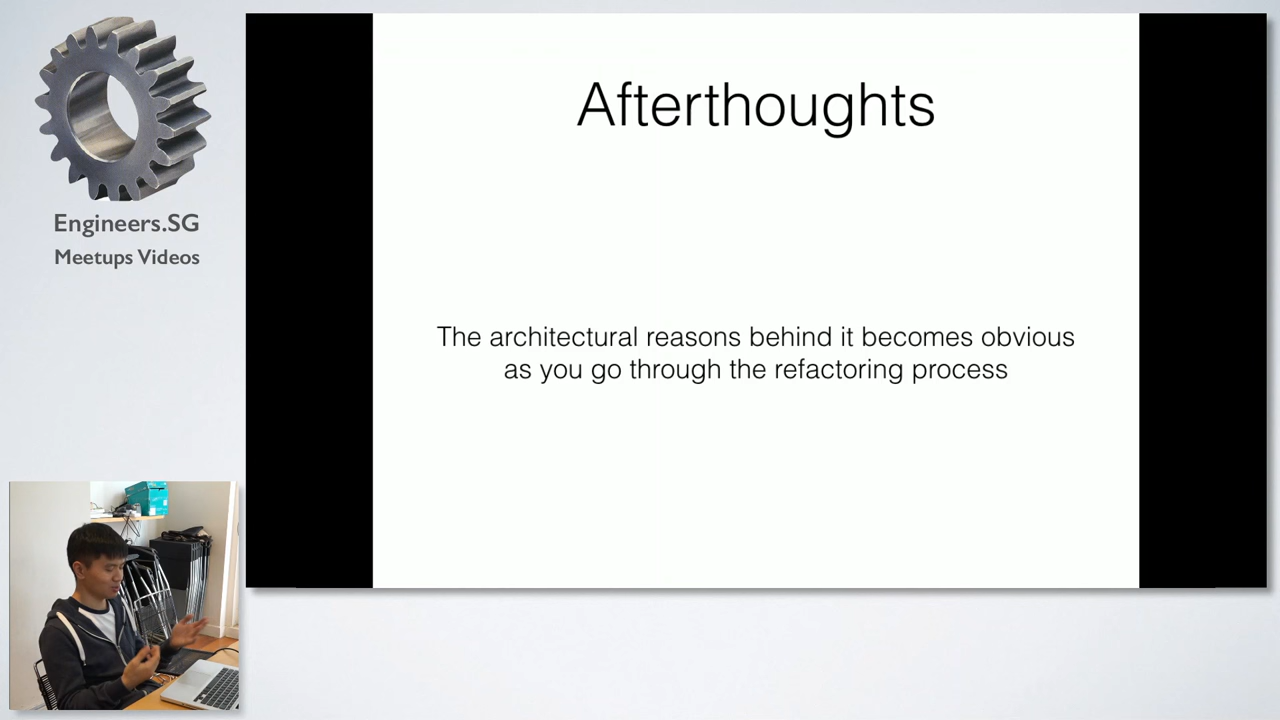 Engineers.SG
Meetups Videos
Afterthoughts
The architectural reasons behind it becomes obvious
as you go through the refactoring process